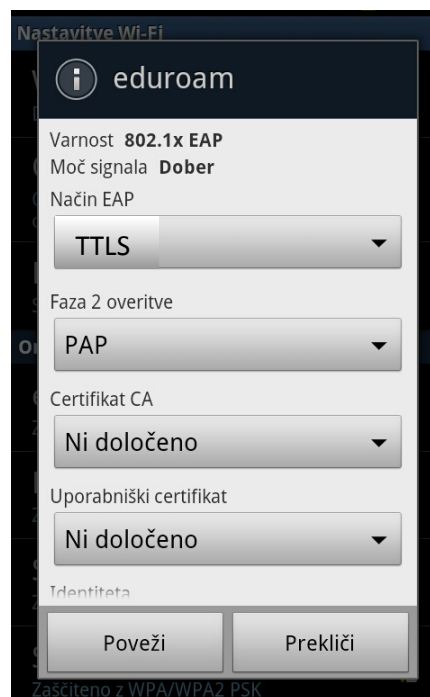 Nastavitve Wi-Fi
eduroam
Varnost 802.1x EAP
Moč signala Dober
Način EAP
TTLS
Faza 2 overitve
PAP
Certifikat CA
Ni določeno
Uporabniški certifikat
Ni določeno
Identiteta
Poveži Prekliči
Zaščiteno z WPA/WPA2 PSK